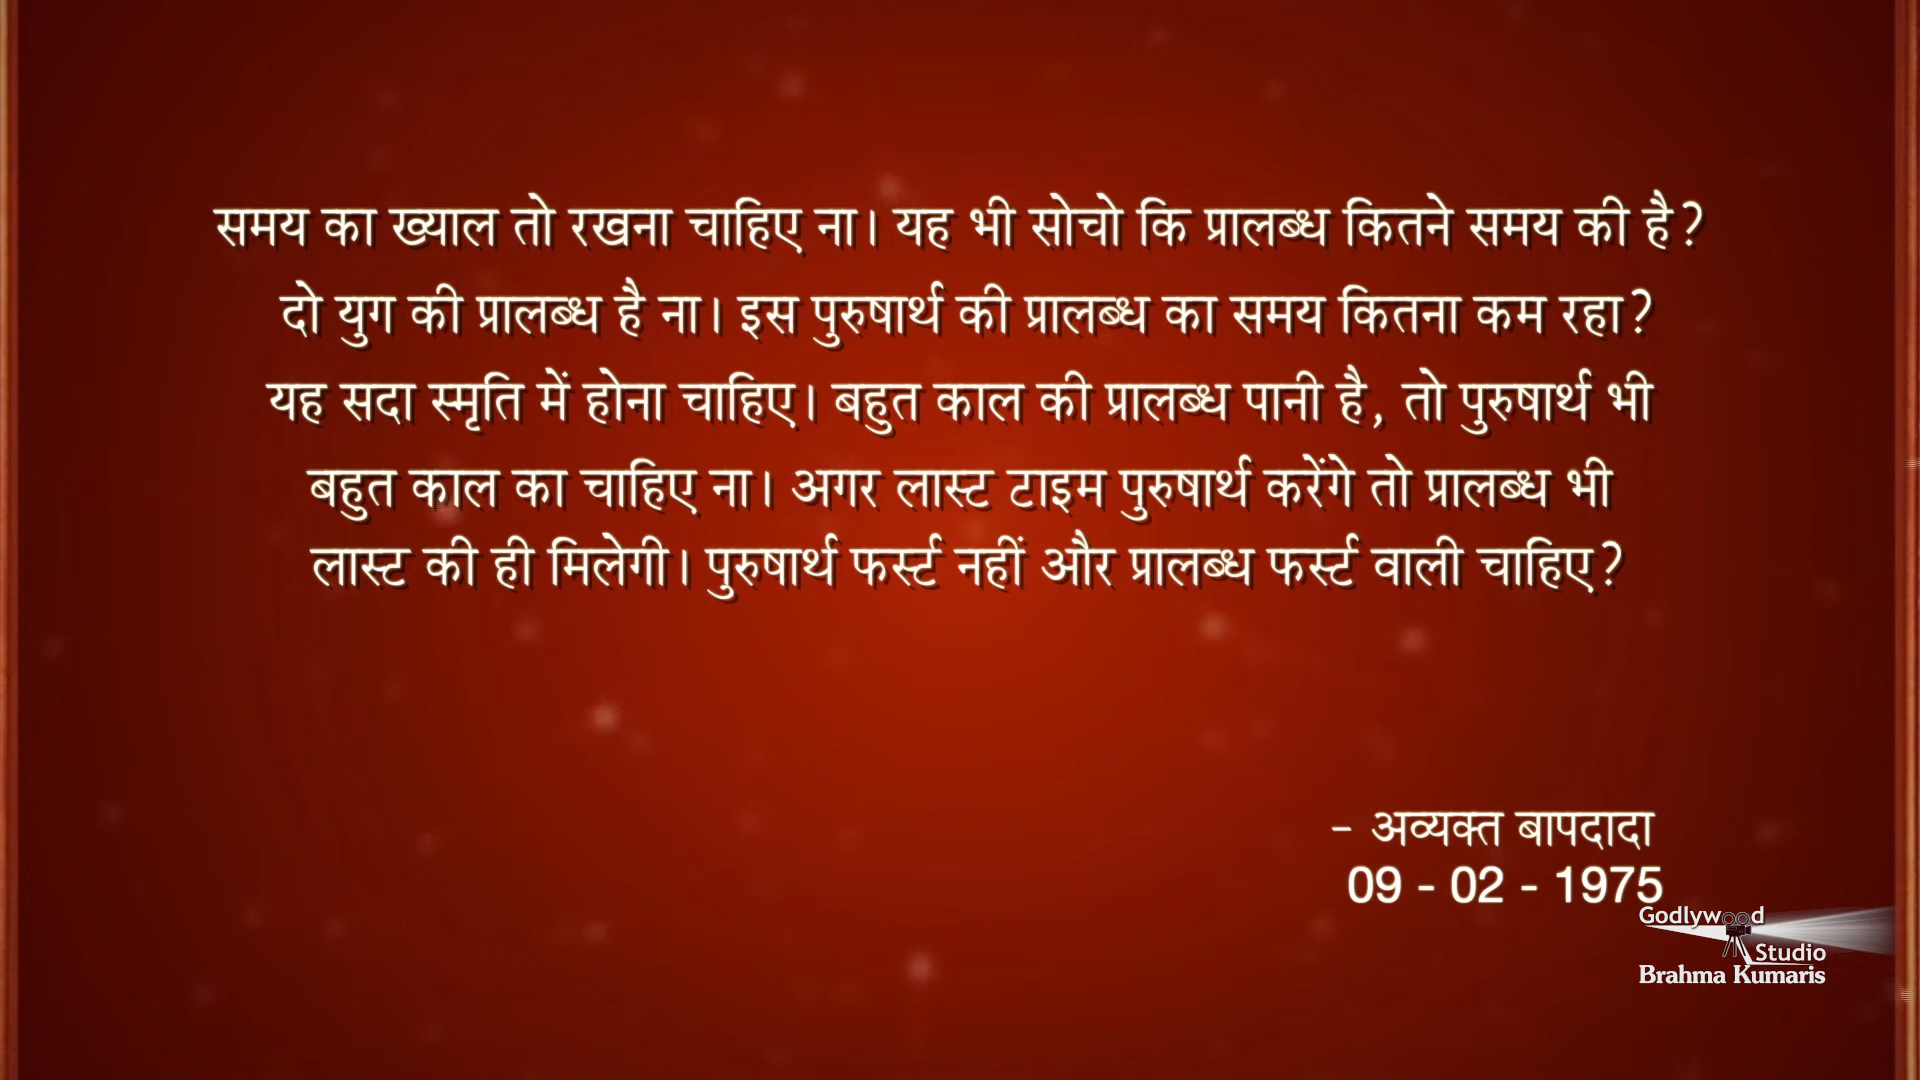 समय का ख्याल तो रखना चाहिए ना। यह भी सोचो कि प्रालब्ध कितने समय की है?
दो युग की प्रालब्ध है ना। इस पुरुषार्थ की प्रालब्ध का समय कितना कम रहा?
यह सदा स्मृति में होना चाहिए। बहुत काल की प्रालब्ध पानी है, तो पुरुषार्थ भी
बहुत काल का चाहिए ना। अगर लास्ट टाइम पुरुषार्थ करेंगे तो प्रालब्ध भी
लास्ट की ही मिलेगी। पुरुषार्थ फर्स्ट नहीं और प्रालब्ध फर्स्ट वाली चाहिए?
- अव्यक्त बापदादा
09 - 02 - 1975
Godlywood
Studio
Brahma Kumaris